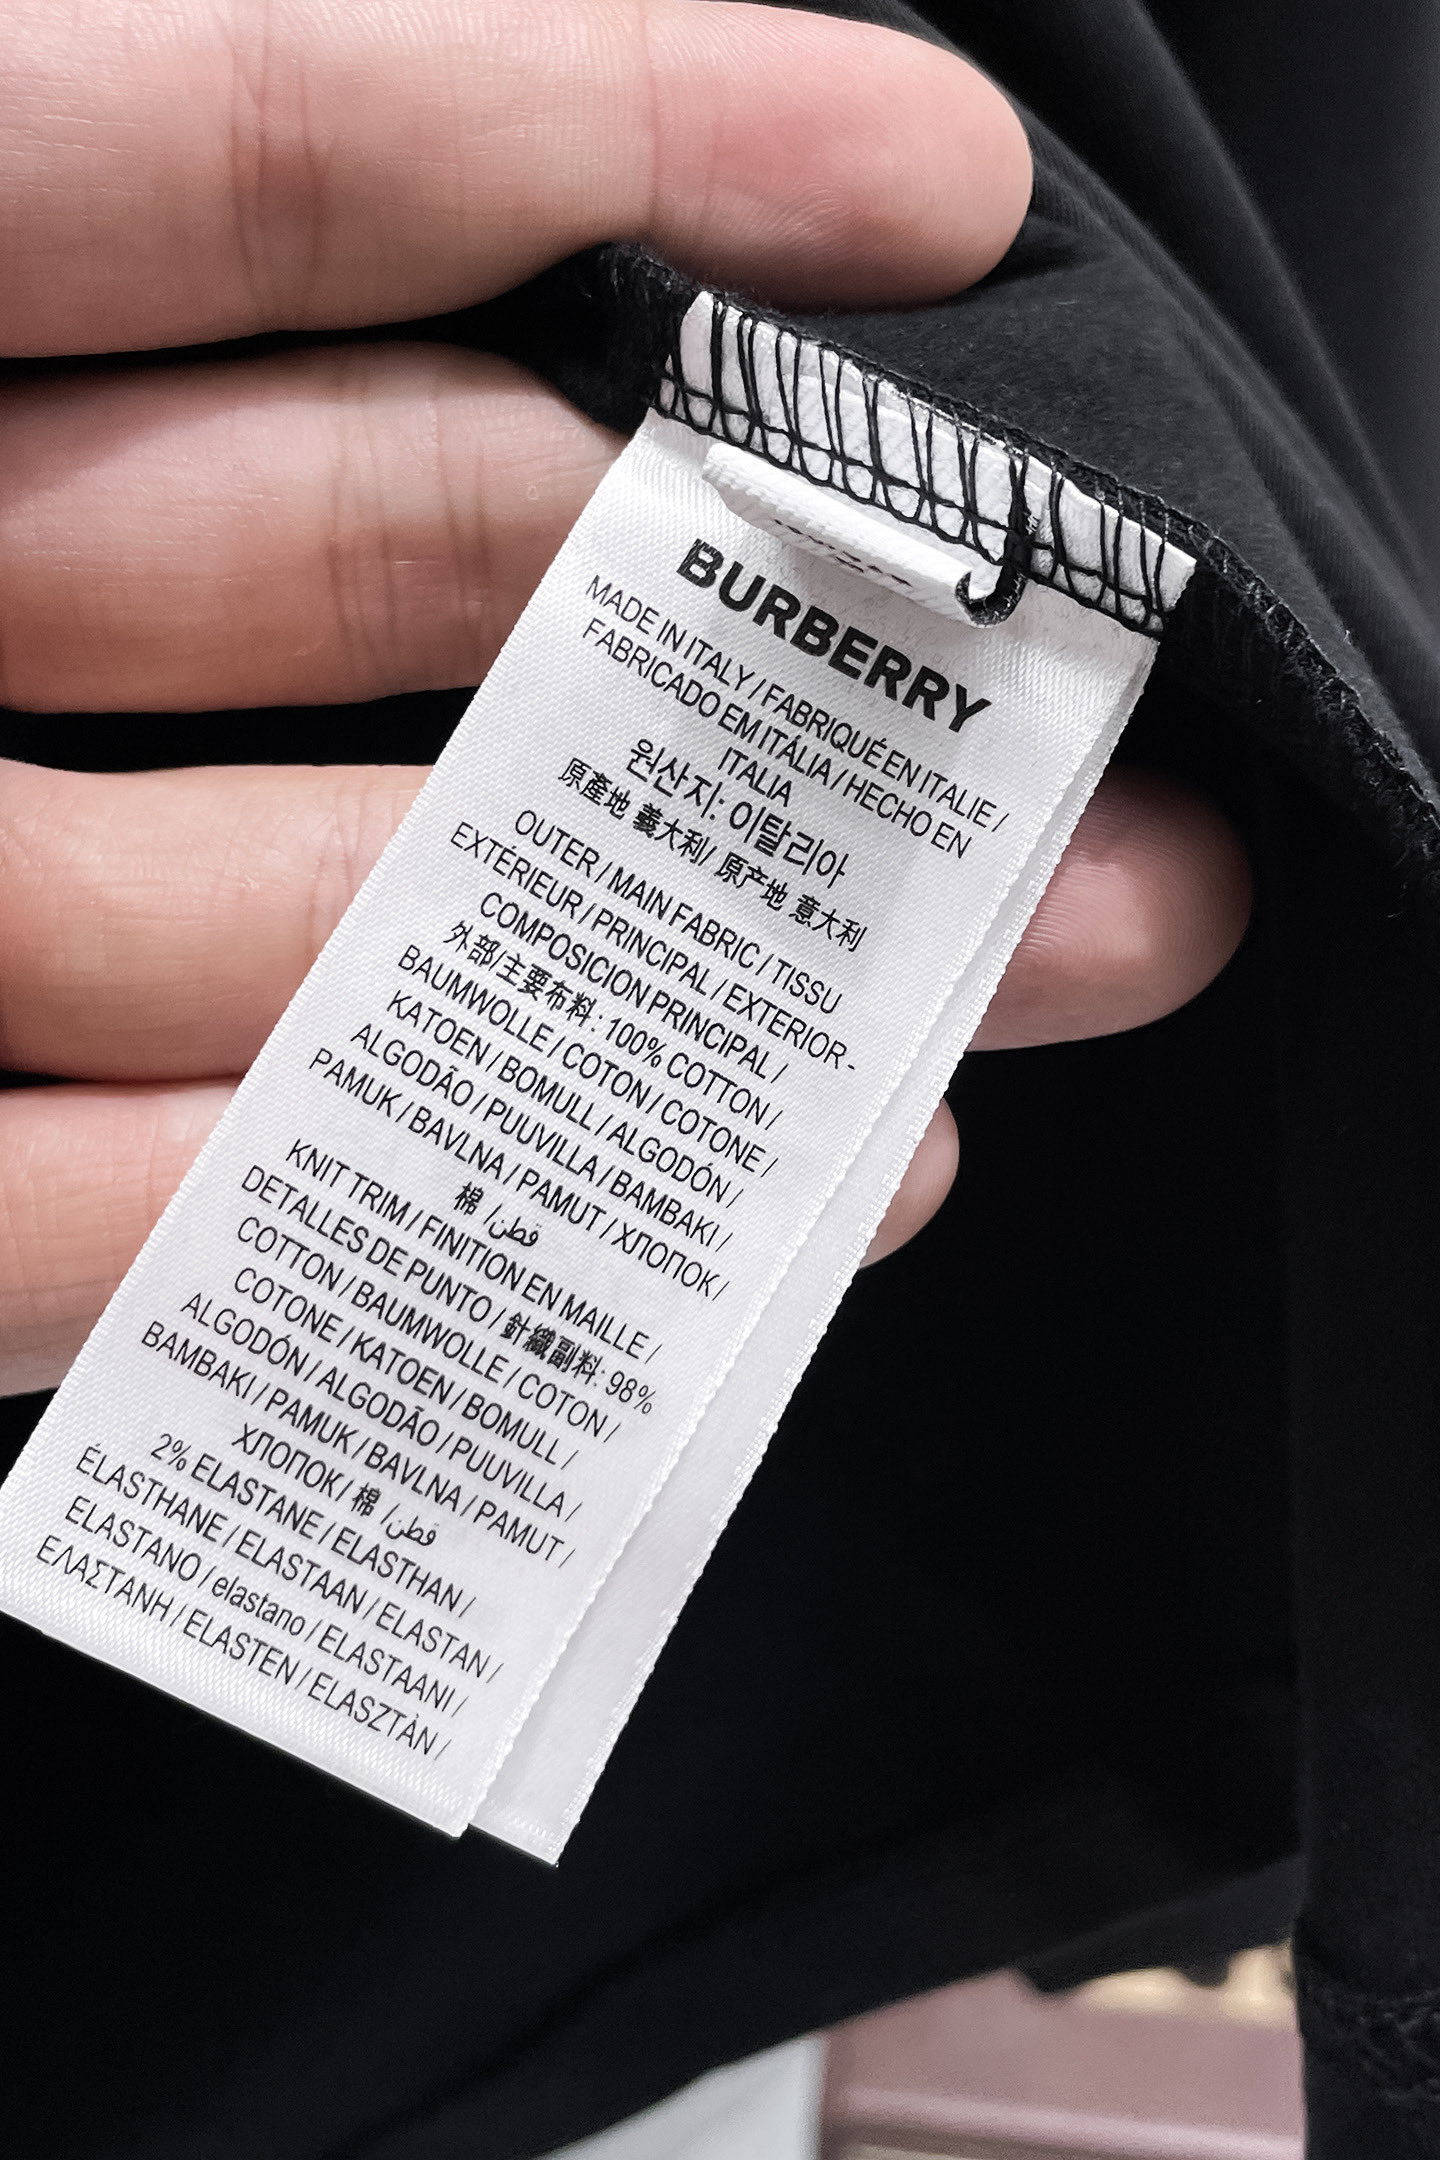 BURBERRY
MADE IN ITALY / FABRIQUÉ EN ITALIE /
FABRICADO EM ITÁLIA / HECHO EN
ITALIA
원산지: 이탈리아
原產地 義大利/ 原产地 意大利
OUTER / MAIN FABRIC / TISSU
EXTÉRIEUR / PRINCIPAL / EXTERIOR-
COMPOSICION PRINCIPAL /
外部/主要布料: 100% COTTON /
BAUMWOLLE / COTON / COTONE /
KATOEN / BOMULL / ALGODÓN /
ALGODÃO / PUUVILLA / BAMBAKI /
PAMUK / BAVLNA / PAMUT / ХЛОПОК /
棉 /قطن
KNIT TRIM / FINITION EN MAILLE /
DETALLES DE PUNTO / 針織副料: 98%
COTTON / BAUMWOLLE / COTON /
COTONE / KATOEN / BOMULL /
ALGODÓN / ALGODÃO / PUUVILLA /
BAMBAKI / PAMUK / BAVLNA / PAMUT /
ХЛОПОК / 棉 /قطن
2% ELASTANE / ELASTHAN /
ÉLASTHANE / ELASTAAN / ELASTAN /
ELASTANO / elastano / ELASTAANI /
ΕΛΑΣΤΑΝΗ / ELASTEN / ELASZTÀN /